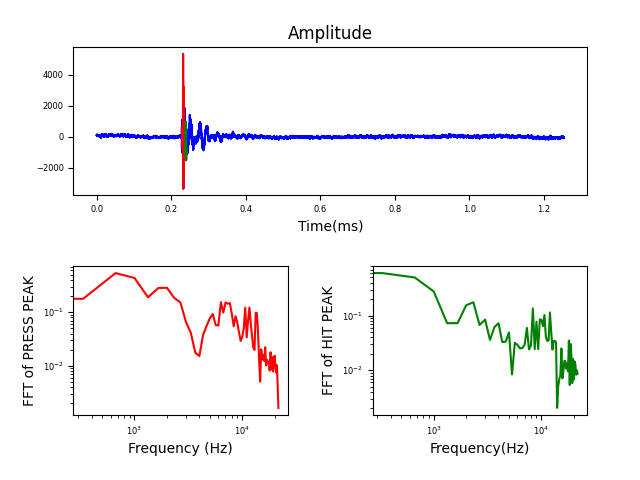 Amplitude
4000
2000
0
−2000
0.0 0.2 0.4 0.6 0.8 1.0 1.2
Time(ms)
FFT of PRESS PEAK
10⁻¹
10⁻²
10³ 10⁴
Frequency (Hz)
FFT of HIT PEAK
10⁻¹
10⁻²
10³ 10⁴
Frequency(Hz)